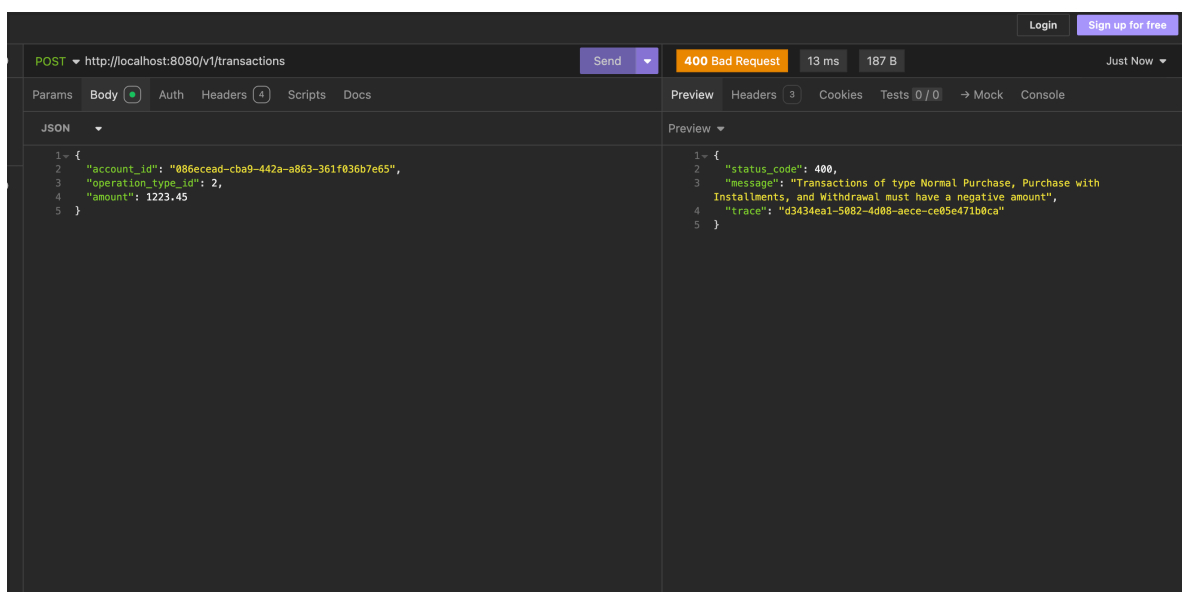 Login Sign up for free
POST http://localhost:8080/v1/transactions Send 400 Bad Request 13 ms 187 B Just Now
Params Body Auth Headers 4 Scripts Docs
Preview Headers 3 Cookies Tests 0 / 0 → Mock Console
JSON
Preview
1 {
2 "account_id": "086ecead-cba9-442a-a863-361f036b7e65",
3 "operation_type_id": 2,
4 "amount": 1223.45
5 }
1 {
2 "status_code": 400,
3 "message": "Transactions of type Normal Purchase, Purchase with
Installments, and Withdrawal must have a negative amount",
4 "trace": "d3434ea1-5082-4d08-aece-ce05e471b0ca"
5 }